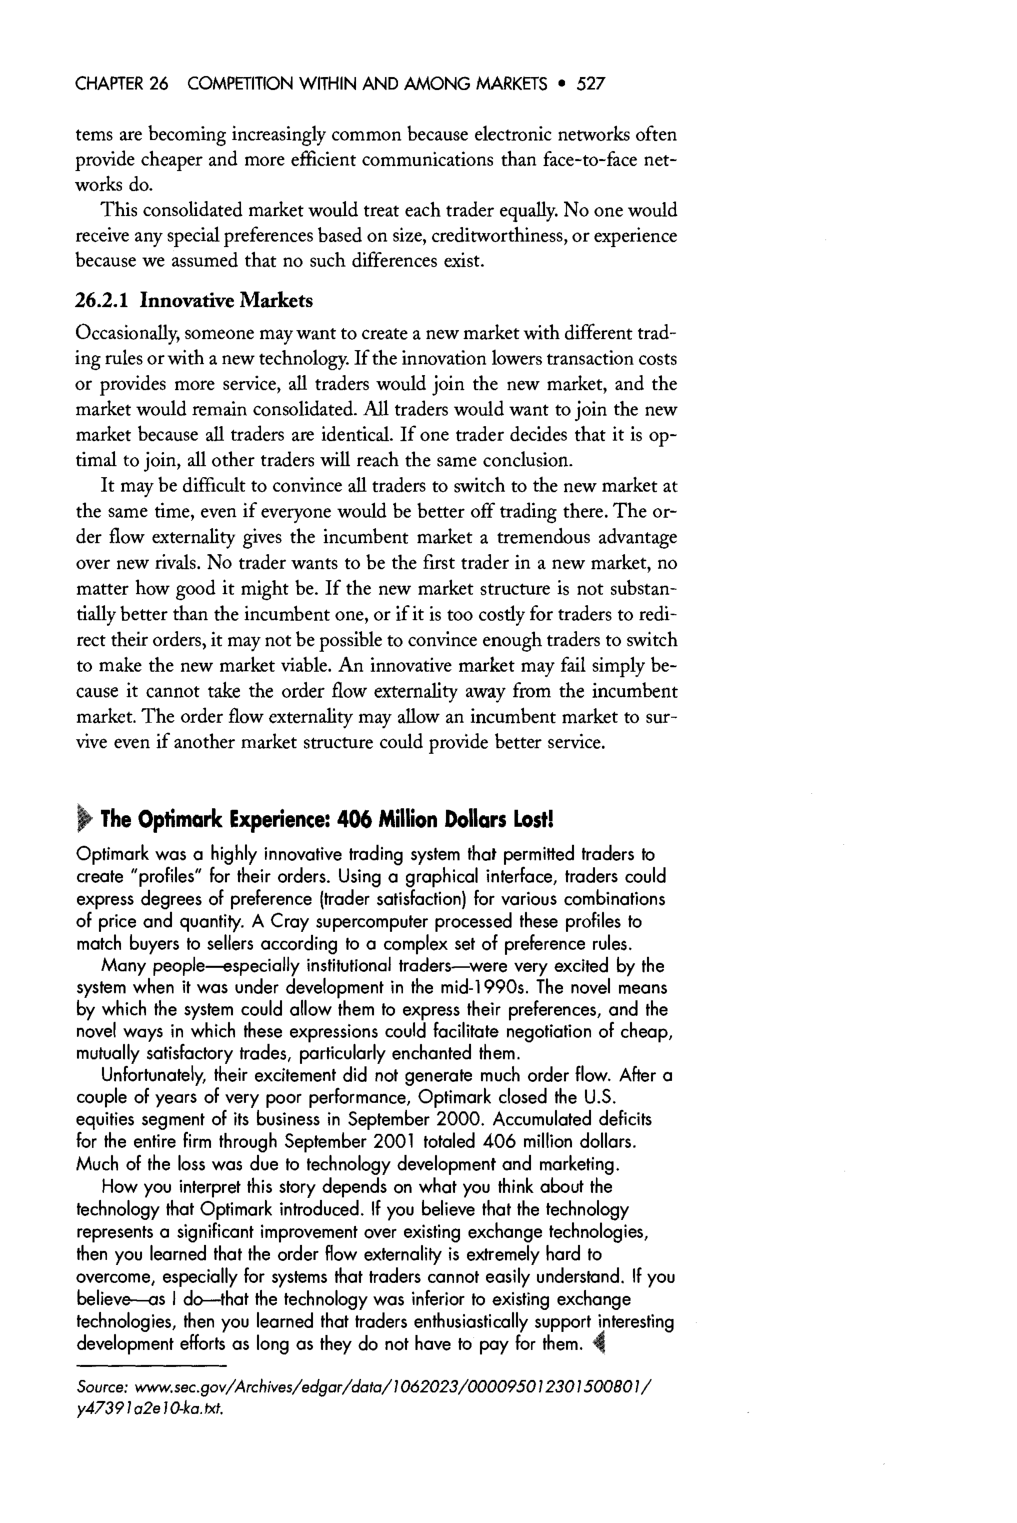 CHAPTER 26 COMPETITION WITHIN AND AMONG MARKETS • 527
tems are becoming increasingly common because electronic networks often
provide cheaper and more efficient communications than face-to-face net-
works do.
This consolidated market would treat each trader equally. No one would
receive any special preferences based on size, creditworthiness, or experience
because we assumed that no such differences exist.
26.2.1 Innovative Markets
Occasionally, someone may want to create a new market with different trad-
ing rules or with a new technology. If the innovation lowers transaction costs
or provides more service, all traders would join the new market, and the
market would remain consolidated. All traders would want to join the new
market because all traders are identical. If one trader decides that it is op-
timal to join, all other traders will reach the same conclusion.
It may be difficult to convince all traders to switch to the new market at
the same time, even if everyone would be better off trading there. The or-
der flow externality gives the incumbent market a tremendous advantage
over new rivals. No trader wants to be the first trader in a new market, no
matter how good it might be. If the new market structure is not substan-
tially better than the incumbent one, or if it is too costly for traders to redi-
rect their orders, it may not be possible to convince enough traders to switch
to make the new market viable. An innovative market may fail simply be-
cause it cannot take the order flow externality away from the incumbent
market. The order flow externality may allow an incumbent market to sur-
vive even if another market structure could provide better service.
The Optimark Experience: 406 Million Dollars Lost!
Optimark was a highly innovative trading system that permitted traders to
create "profiles" for their orders. Using a graphical interface, traders could
express degrees of preference (trader satisfaction) for various combinations
of price and quantity. A Cray supercomputer processed these profiles to
match buyers to sellers according to a complex set of preference rules.
Many people—especially institutional traders—were very excited by the
system when it was under development in the mid-1990s. The novel means
by which the system could allow them to express their preferences, and the
novel ways in which these expressions could facilitate negotiation of cheap,
mutually satisfactory trades, particularly enchanted them.
Unfortunately, their excitement did not generate much order flow. After a
couple of years of very poor performance, Optimark closed the U.S.
equities segment of its business in September 2000. Accumulated deficits
for the entire firm through September 2001 totaled 406 million dollars.
Much of the loss was due to technology development and marketing.
How you interpret this story depends on what you think about the
technology that Optimark introduced. If you believe that the technology
represents a significant improvement over existing exchange technologies,
then you learned that the order flow externality is extremely hard to
overcome, especially for systems that traders cannot easily understand. If you
believe—as I do—that the technology was inferior to existing exchange
technologies, then you learned that traders enthusiastically support interesting
development efforts as long as they do not have to pay for them.
Source: www.sec.gov/Archives/edgar/data/1062023/000095012301500801/
y47391a2e10-ka.txt.